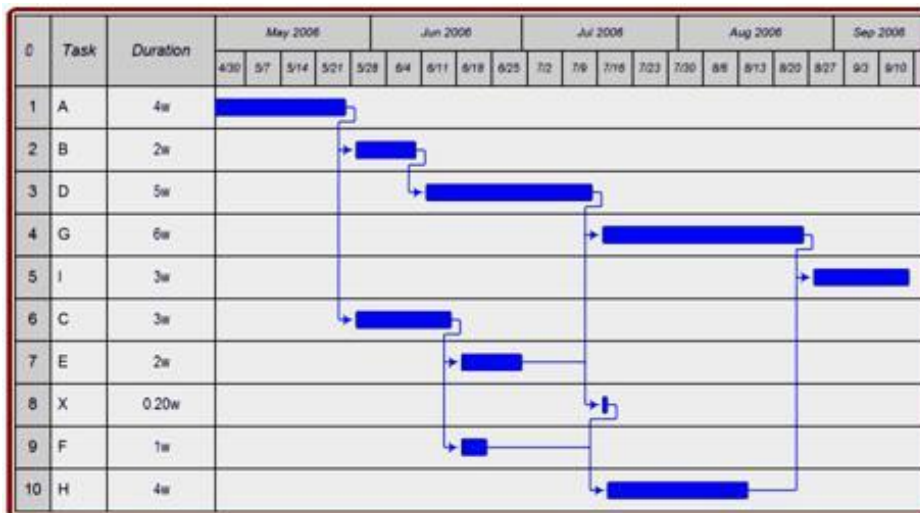 0 Task Duration May 2006 Jun 2006 Jul 2006 Aug 2006 Sep 2006
4/30 5/7 5/14 5/21 5/28 6/4 6/11 6/18 6/25 7/2 7/9 7/16 7/23 7/30 8/6 8/13 8/20 8/27 9/3 9/10
1 A 4w
2 B 2w
3 D 5w
4 G 6w
5 I 3w
6 C 3w
7 E 2w
8 X 0.20w
9 F 1w
10 H 4w